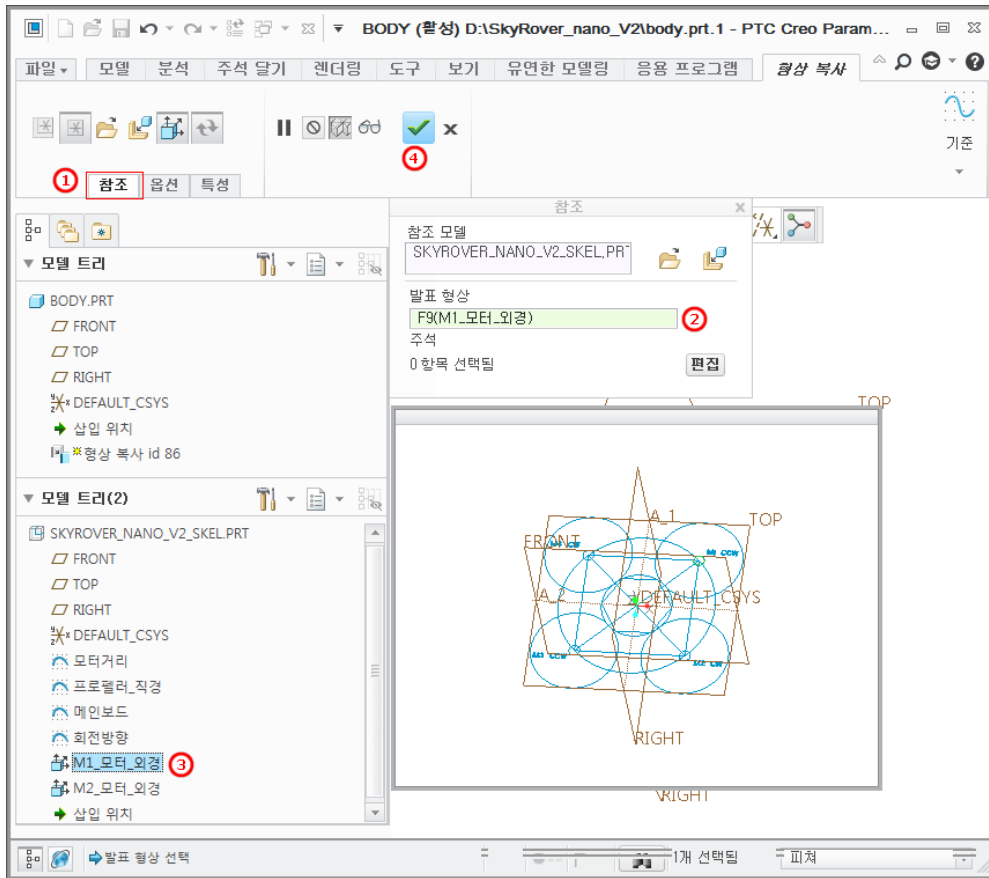 BODY (활성) D:\SkyRover_nano_V2\body.prt.1 - PTC Creo Param...
파일 모델 분석 주석 달기 렌더링 도구 보기 유연한 모델링 응용 프로그램 형상 복사
기준
4
1 참조 옵션 특성
참조
참조 모델
SKYROVER_NANO_V2_SKEL.PRT
발표 형상
F9(M1_모터_외경) 2
주석
0 항목 선택됨 편집
모델 트리
BODY.PRT
FRONT
TOP
RIGHT
DEFAULT_CSYS
삽입 위치
형상 복사 id 86
모델 트리(2)
SKYROVER_NANO_V2_SKEL.PRT
FRONT
TOP
RIGHT
DEFAULT_CSYS
모터거리
프로펠러_직경
메인보드
회전방향
M1_모터_외경 3
M2_모터_외경
삽입 위치
TOP
A_1
TOP
FRONT
M1 CCW
A_2
DEFAULT_CSYS
M3 CCW
M2 CW
RIGHT
RIGHT
발표 형상 선택
1개 선택됨 피쳐